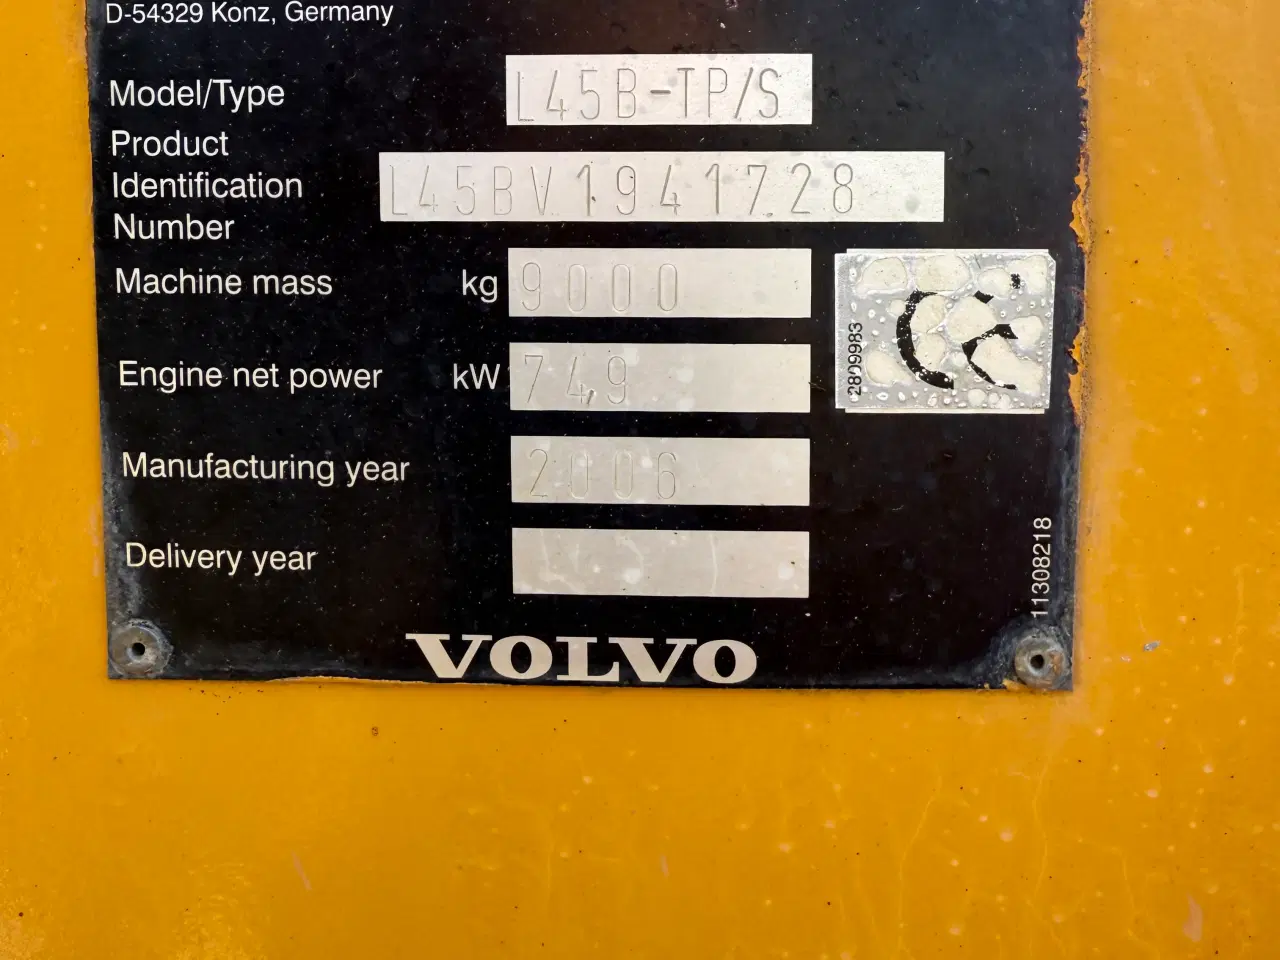 D-54329 Konz, Germany
Model/Type L45B-TP/S
Product
Identification
Number L45BV1941728
Machine mass kg 9000
Engine net power kW 74,9
Manufacturing year 2006
Delivery year
VOLVO
CE
2809983
11308218